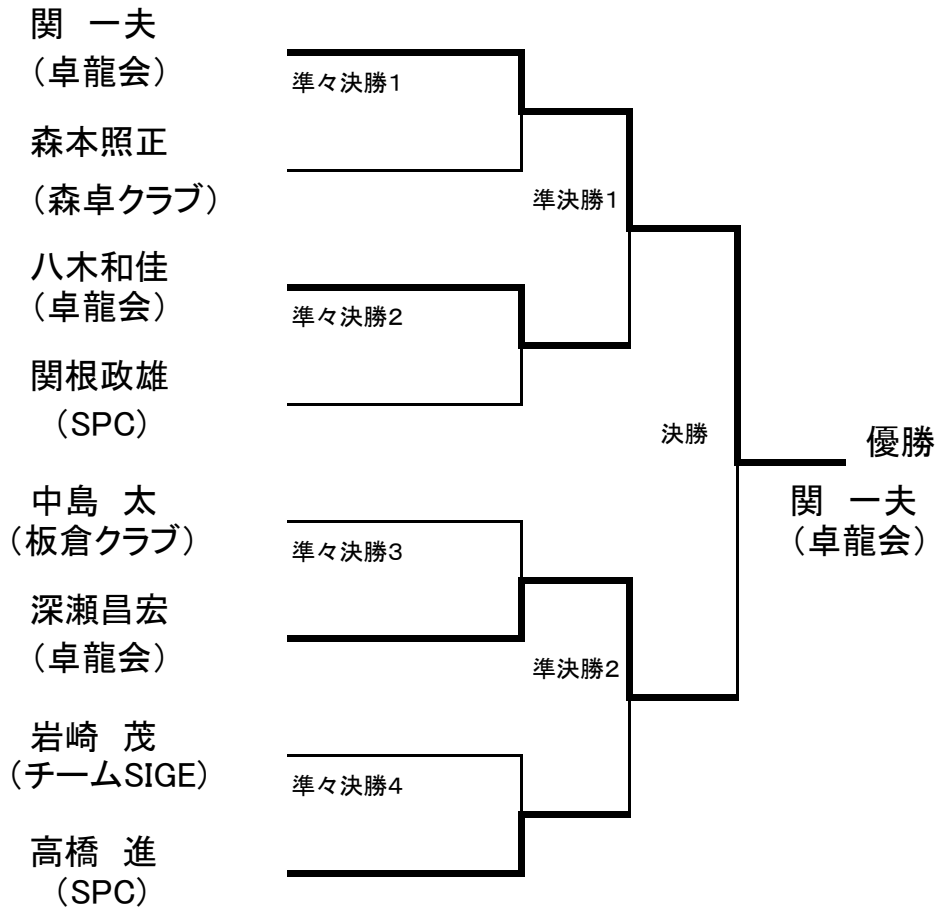 関　一夫
（卓龍会）
準々決勝1
森本照正
（森卓クラブ）
準決勝1
八木和佳
（卓龍会）
準々決勝2
関根政雄
（SPC）
決勝
優勝
関　一夫
（卓龍会）
中島　太
（板倉クラブ）
準々決勝3
深瀬昌宏
（卓龍会）
準決勝2
岩崎　茂
（チームSIGE）
準々決勝4
高橋　進
（SPC）